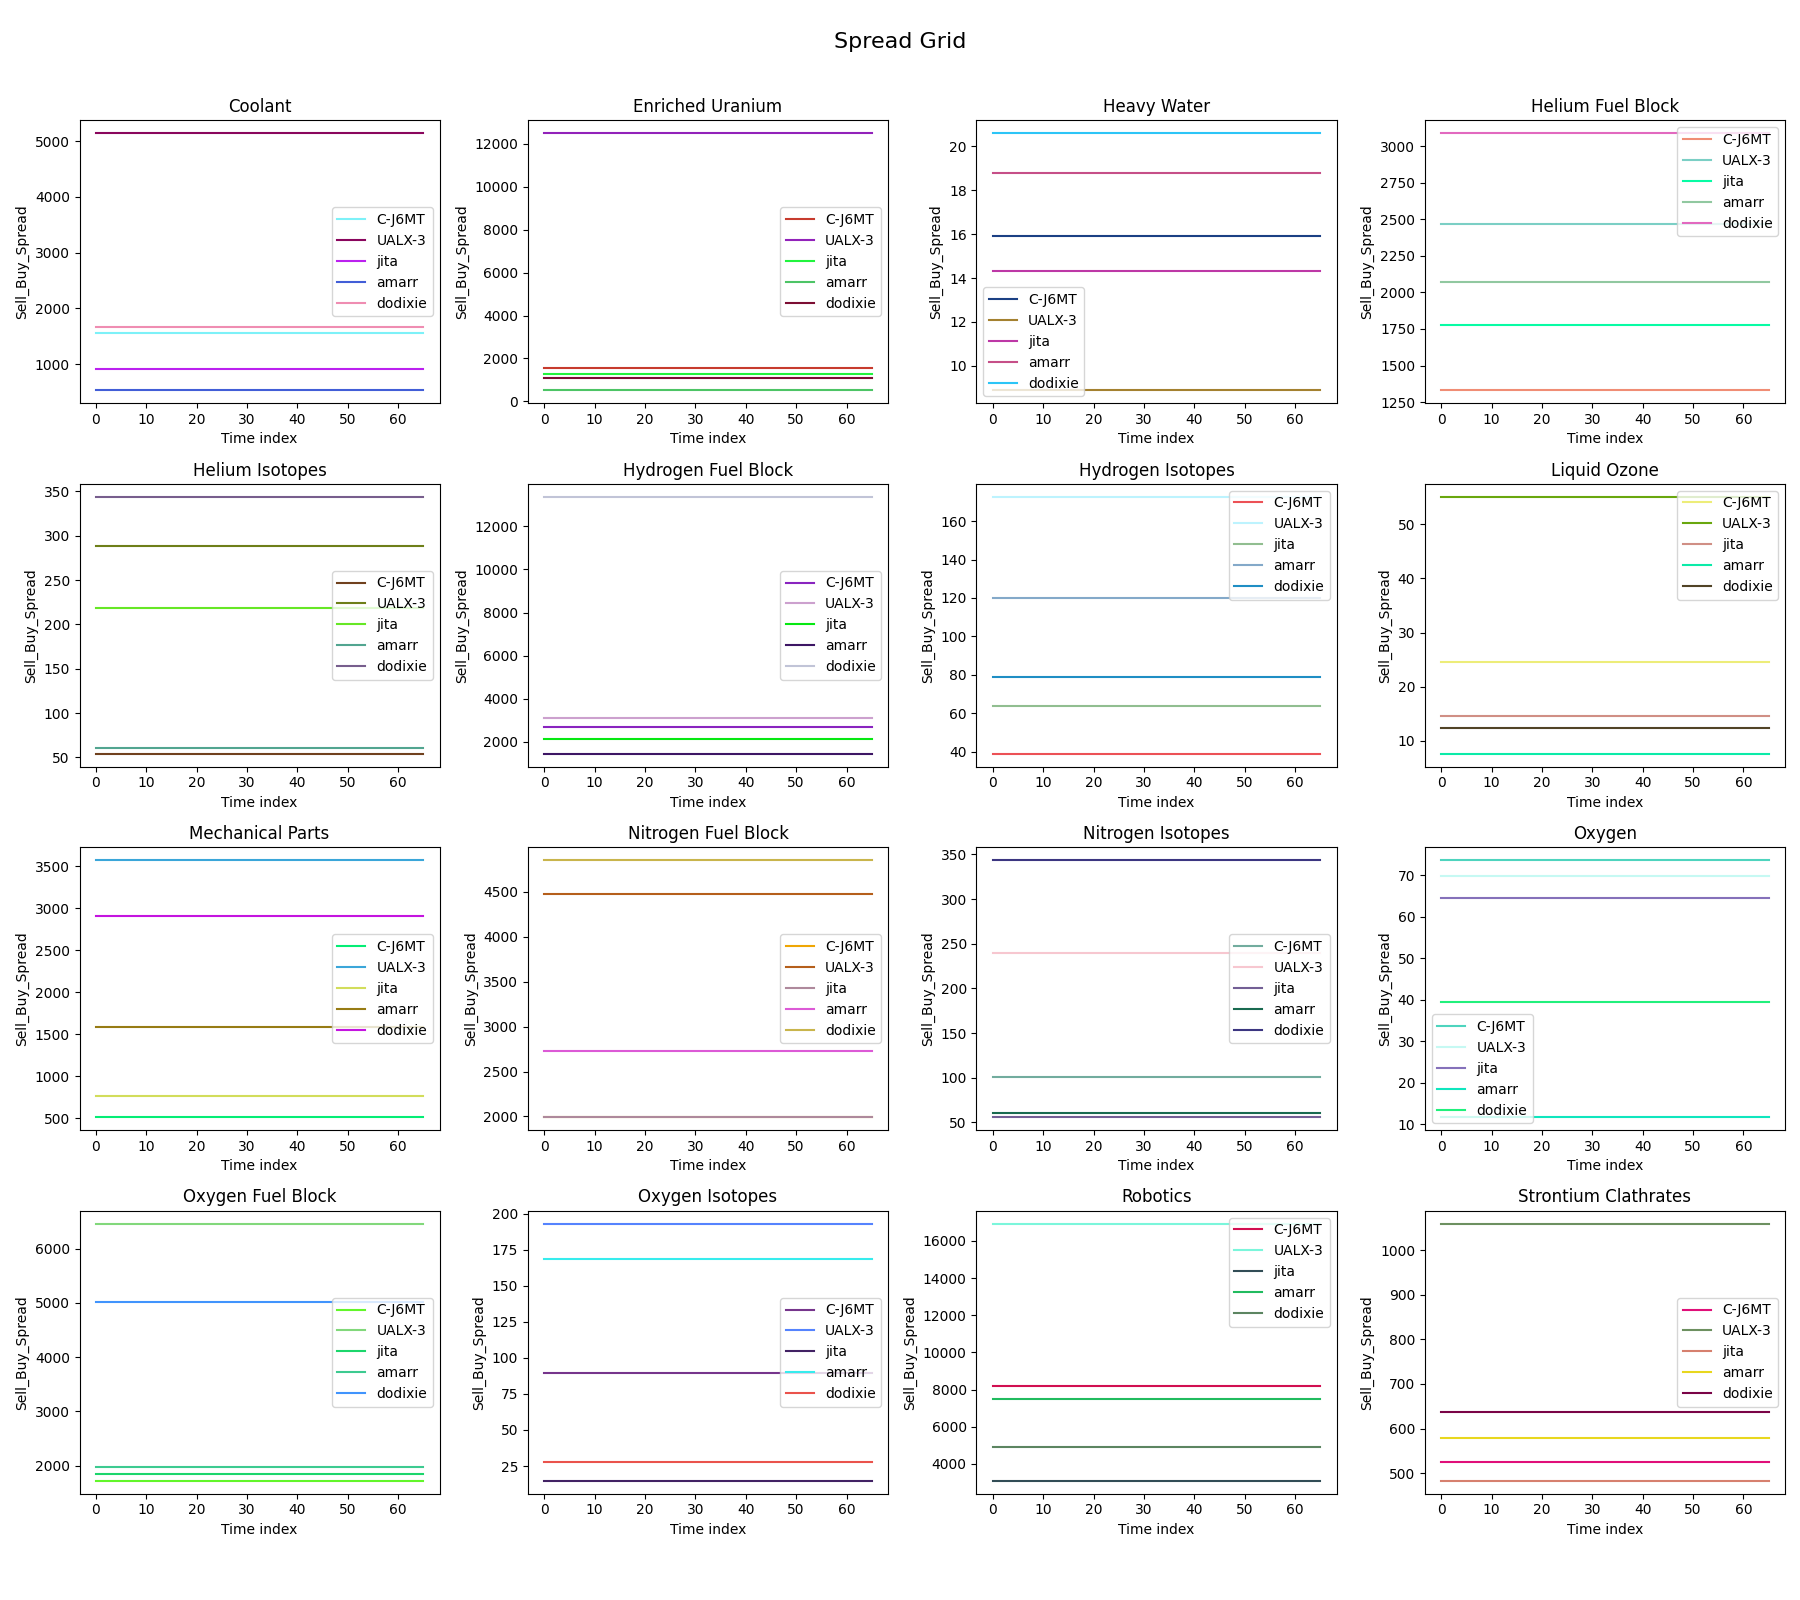 Spread Grid
Coolant
Sell_Buy_Spread
5000
4000
3000
2000
1000
C-J6MT
UALX-3
jita
amarr
dodixie
0 10 20 30 40 50 60
Time index
Enriched Uranium
Sell_Buy_Spread
12000
10000
8000
6000
4000
2000
0
C-J6MT
UALX-3
jita
amarr
dodixie
0 10 20 30 40 50 60
Time index
Heavy Water
Sell_Buy_Spread
20
18
16
14
12
10
C-J6MT
UALX-3
jita
amarr
dodixie
0 10 20 30 40 50 60
Time index
Helium Fuel Block
Sell_Buy_Spread
3000
2750
2500
2250
2000
1750
1500
1250
C-J6MT
UALX-3
jita
amarr
dodixie
0 10 20 30 40 50 60
Time index
Helium Isotopes
Sell_Buy_Spread
350
300
250
200
150
100
50
C-J6MT
UALX-3
jita
amarr
dodixie
0 10 20 30 40 50 60
Time index
Hydrogen Fuel Block
Sell_Buy_Spread
12000
10000
8000
6000
4000
2000
C-J6MT
UALX-3
jita
amarr
dodixie
0 10 20 30 40 50 60
Time index
Hydrogen Isotopes
Sell_Buy_Spread
160
140
120
100
80
60
40
C-J6MT
UALX-3
jita
amarr
dodixie
0 10 20 30 40 50 60
Time index
Liquid Ozone
Sell_Buy_Spread
50
40
30
20
10
C-J6MT
UALX-3
jita
amarr
dodixie
0 10 20 30 40 50 60
Time index
Mechanical Parts
Sell_Buy_Spread
3500
3000
2500
2000
1500
1000
500
C-J6MT
UALX-3
jita
amarr
dodixie
0 10 20 30 40 50 60
Time index
Nitrogen Fuel Block
Sell_Buy_Spread
4500
4000
3500
3000
2500
2000
C-J6MT
UALX-3
jita
amarr
dodixie
0 10 20 30 40 50 60
Time index
Nitrogen Isotopes
Sell_Buy_Spread
350
300
250
200
150
100
50
C-J6MT
UALX-3
jita
amarr
dodixie
0 10 20 30 40 50 60
Time index
Oxygen
Sell_Buy_Spread
70
60
50
40
30
20
10
C-J6MT
UALX-3
jita
amarr
dodixie
0 10 20 30 40 50 60
Time index
Oxygen Fuel Block
Sell_Buy_Spread
6000
5000
4000
3000
2000
C-J6MT
UALX-3
jita
amarr
dodixie
0 10 20 30 40 50 60
Time index
Oxygen Isotopes
Sell_Buy_Spread
200
175
150
125
100
75
50
25
C-J6MT
UALX-3
jita
amarr
dodixie
0 10 20 30 40 50 60
Time index
Robotics
Sell_Buy_Spread
16000
14000
12000
10000
8000
6000
4000
C-J6MT
UALX-3
jita
amarr
dodixie
0 10 20 30 40 50 60
Time index
Strontium Clathrates
Sell_Buy_Spread
1000
900
800
700
600
500
C-J6MT
UALX-3
jita
amarr
dodixie
0 10 20 30 40 50 60
Time index